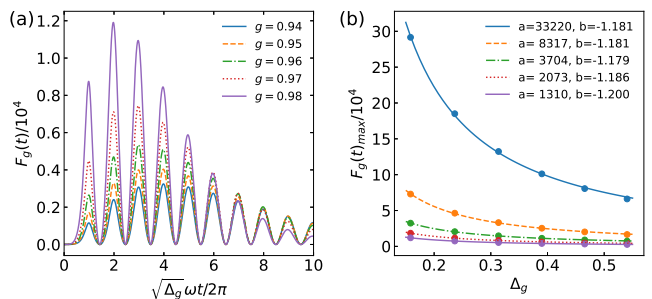 (a)
F_g(t)/10^4
1.2
1.0
0.8
0.6
0.4
0.2
0.0
g = 0.94
g = 0.95
g = 0.96
g = 0.97
g = 0.98
0 2 4 6 8 10
√Δ_g ωt/2π
(b)
F_g(t)_max/10^4
30
25
20
15
10
5
0
a=33220, b=-1.181
a= 8317, b=-1.181
a= 3704, b=-1.179
a= 2073, b=-1.186
a= 1310, b=-1.200
0.2 0.3 0.4 0.5
Δ_g